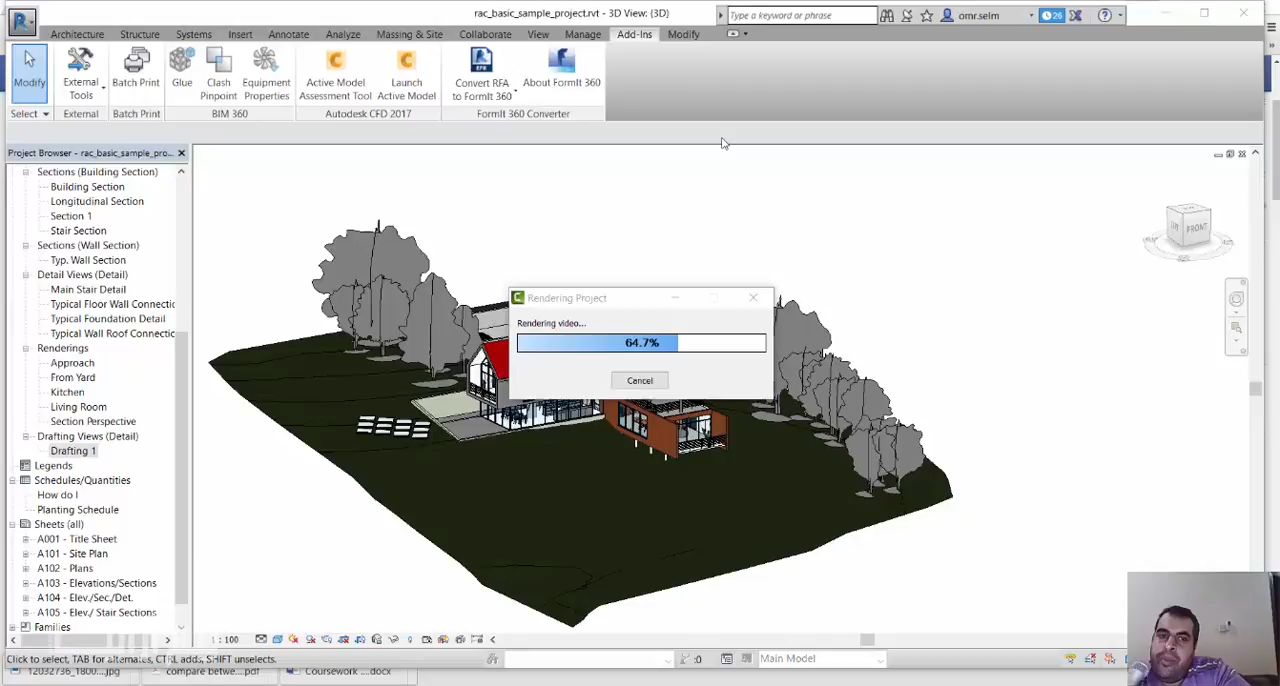 rac_basic_sample_project.rvt - 3D View: {3D}
Type a keyword or phrase
omr.selm
26
Architecture Structure Systems Insert Annotate Analyze Massing & Site Collaborate View Manage Add-Ins Modify
Modify
External Tools
Batch Print
Glue
Clash Pinpoint
Equipment Properties
Active Model Assessment Tool
Launch Active Model
Convert RFA to FormIt 360
About FormIt 360
Select External Batch Print BIM 360 Autodesk CFD 2017 FormIt 360 Converter
Project Browser - rac_basic_sample_pro...
Sections (Building Section)
Building Section
Longitudinal Section
Section 1
Stair Section
Sections (Wall Section)
Typ. Wall Section
Detail Views (Detail)
Main Stair Detail
Typical Floor Wall Connectic
Typical Foundation Detail
Typical Wall Roof Connectic
Renderings
Approach
From Yard
Kitchen
Living Room
Section Perspective
Drafting Views (Detail)
Drafting 1
Legends
Schedules/Quantities
How do I
Planting Schedule
Sheets (all)
A001 - Title Sheet
A101 - Site Plan
A102 - Plans
A103 - Elevations/Sections
A104 - Elev./Sec./Det.
A105 - Elev./ Stair Sections
Families
Rendering Project
Rendering video...
64.7%
Cancel
FRONT
1 : 100
Click to select, TAB for alternates, CTRL adds, SHIFT unselects.
:0
Main Model
12032736_1800....jpg
compare betwe....pdf
Coursework ....docx